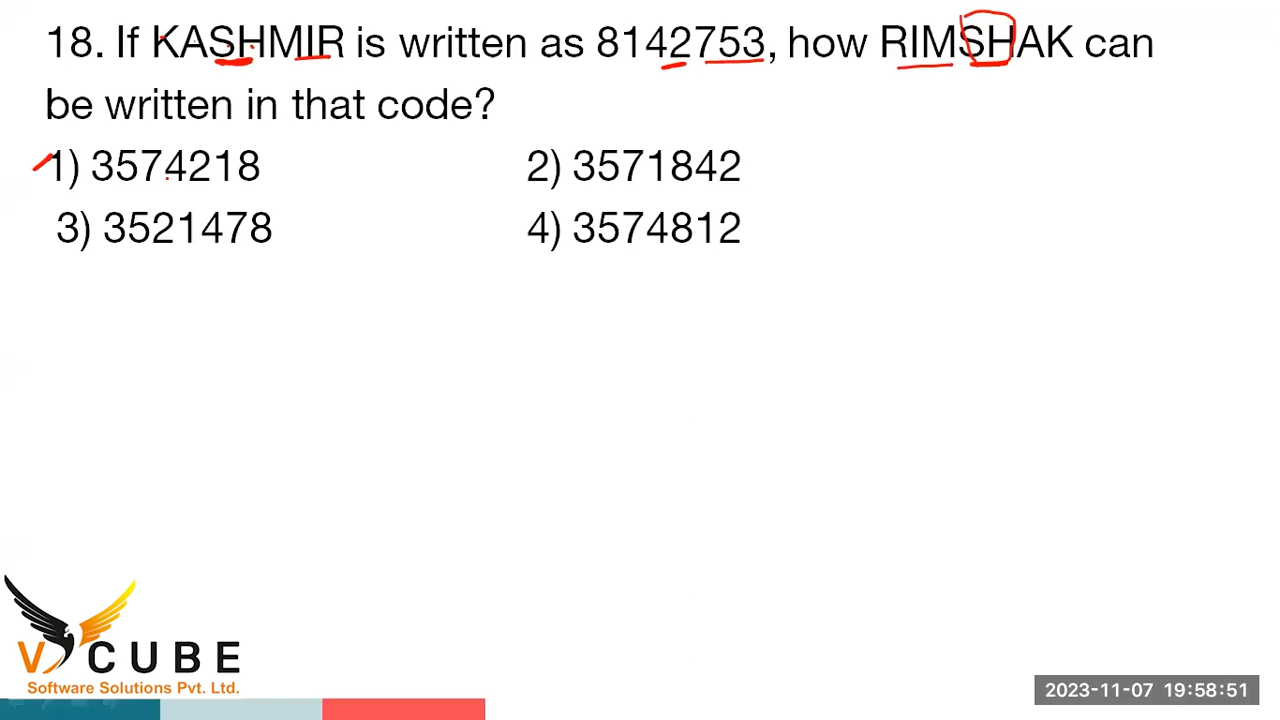 18. If KASHMIR is written as 8142753, how RIMSHAK can
be written in that code?
1) 3574218 2) 3571842
3) 3521478 4) 3574812
V CUBE
Software Solutions Pvt. Ltd.
2023-11-07 19:58:51